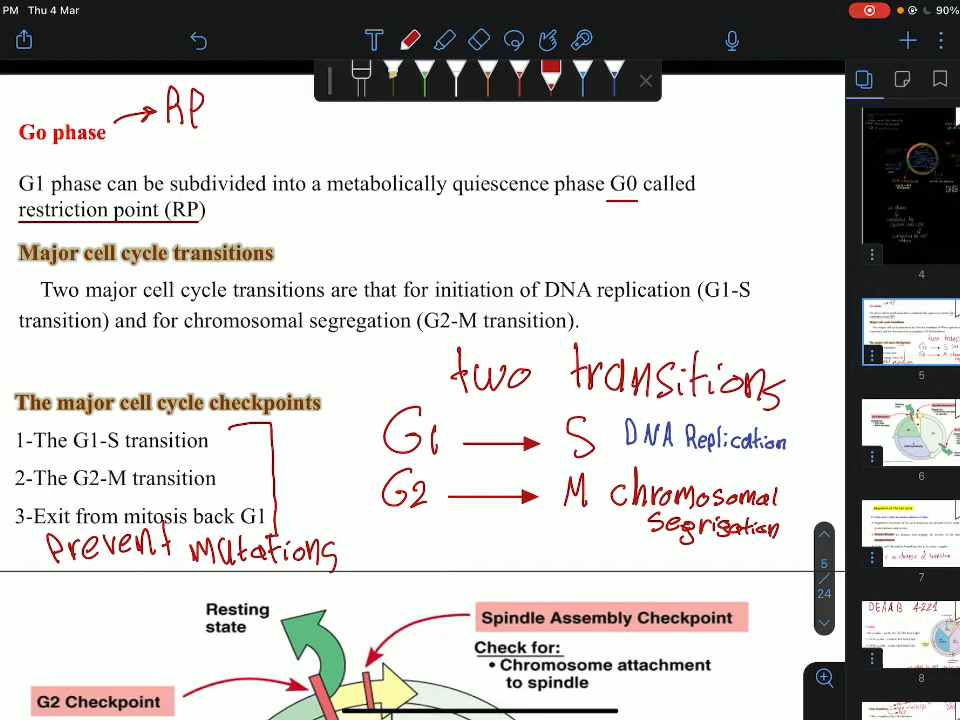 PM Thu 4 Mar
90%
RP
Go phase
G1 phase can be subdivided into a metabolically quiescence phase G0 called
restriction point (RP)
Major cell cycle transitions
Two major cell cycle transitions are that for initiation of DNA replication (G1-S
transition) and for chromosomal segregation (G2-M transition).
two transitions
The major cell cycle checkpoints
1-The G1-S transition
G1 S DNA Replication
2-The G2-M transition
G2 M chromosomal
segrigation
3-Exit from mitosis back G1
prevent mutations
Resting
state
Spindle Assembly Checkpoint
Check for:
• Chromosome attachment
to spindle
G2 Checkpoint
5
/
24
4
5
6
7
8